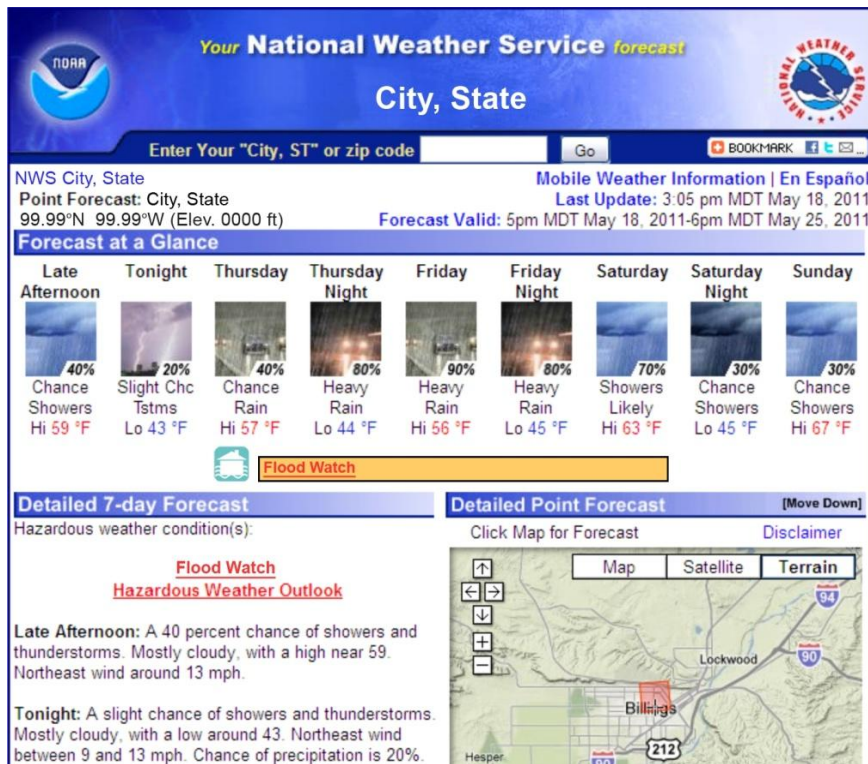 NOAA
Your National Weather Service forecast
City, State
NATIONAL WEATHER SERVICE
Enter Your "City, ST" or zip code
Go
BOOKMARK
NWS City, State
Mobile Weather Information | En Español
Point Forecast: City, State
Last Update: 3:05 pm MDT May 18, 2011
99.99°N 99.99°W (Elev. 0000 ft)
Forecast Valid: 5pm MDT May 18, 2011-6pm MDT May 25, 2011
Forecast at a Glance
Late Afternoon
Tonight
Thursday
Thursday Night
Friday
Friday Night
Saturday
Saturday Night
Sunday
40% 20% 40% 80% 90% 80% 70% 30% 30%
Chance Slight Chc Chance Heavy Heavy Heavy Showers Chance Chance
Showers Tstms Rain Rain Rain Rain Likely Showers Showers
Hi 59 °F Lo 43 °F Hi 57 °F Lo 44 °F Hi 56 °F Lo 45 °F Hi 63 °F Lo 45 °F Hi 67 °F
Flood Watch
Detailed 7-day Forecast
Hazardous weather condition(s):
Flood Watch
Hazardous Weather Outlook
Late Afternoon: A 40 percent chance of showers and
thunderstorms. Mostly cloudy, with a high near 59.
Northeast wind around 13 mph.
Tonight: A slight chance of showers and thunderstorms.
Mostly cloudy, with a low around 43. Northeast wind
between 9 and 13 mph. Chance of precipitation is 20%.
Detailed Point Forecast
[Move Down]
Click Map for Forecast
Disclaimer
Map
Satellite
Terrain
94
Lockwood
90
Billings
212
Hesper